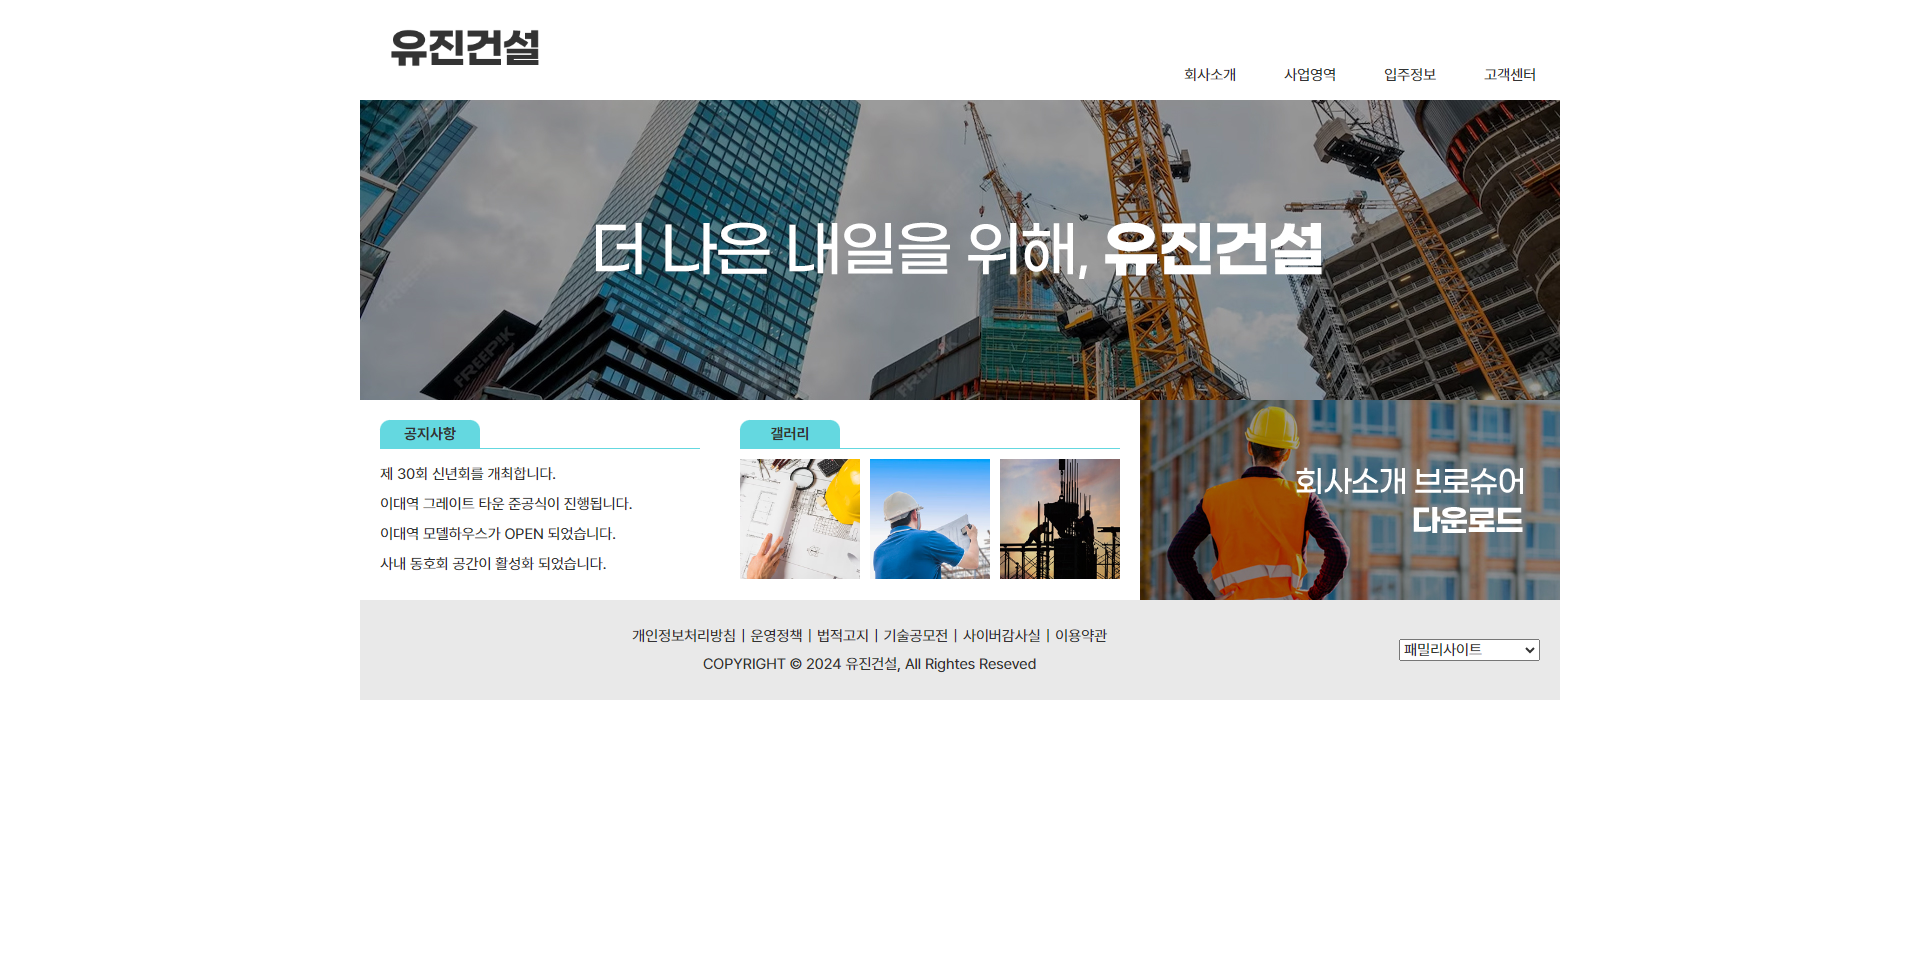 유진건설
회사소개 사업영역 입주정보 고객센터
더 나은 내일을 위해, 유진건설
FREEPIK
공지사항
제 30회 신년회를 개최합니다.
이대역 그레이트 타운 준공식이 진행됩니다.
이대역 모델하우스가 OPEN 되었습니다.
사내 동호회 공간이 활성화 되었습니다.
갤러리
회사소개 브로슈어
다운로드
개인정보처리방침 | 운영정책 | 법적고지 | 기술공모전 | 사이버감사실 | 이용약관
COPYRIGHT © 2024 유진건설, All Rightes Reseved
패밀리사이트